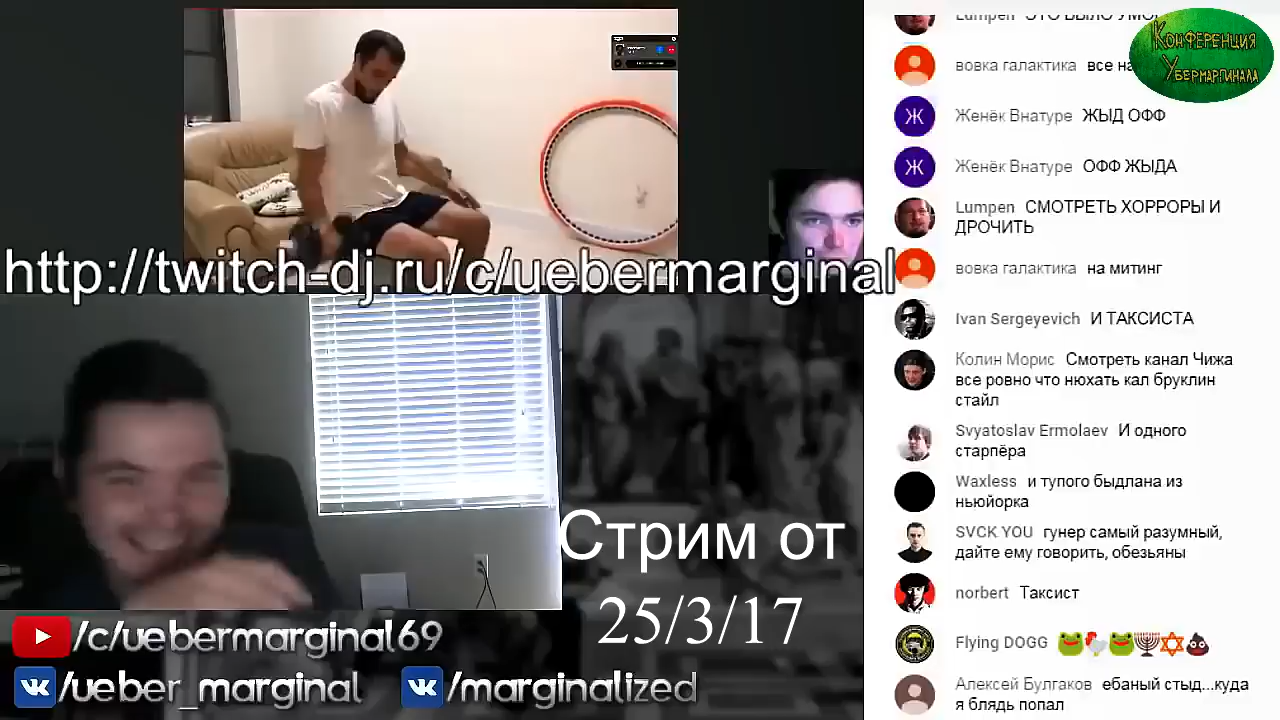 http://twitch-dj.ru/c/uebermarginal
Стрим от
25/3/17
/c/uebermarginal69
/ueber_marginal
/marginalized
Конференция
Убермаргинала
Lumpen ЭТО БЫЛО
вовка галактика все
Ж Женёк Внатуре ЖЫД ОФФ
Ж Женёк Внатуре ОФФ ЖЫДА
Lumpen СМОТРЕТЬ ХОРРОРЫ И
ДРОЧИТЬ
вовка галактика на митинг
Ivan Sergeyevich И ТАКСИСТА
Колин Морис Смотреть канал Чижа
все ровно что нюхать кал бруклин
стайл
Svyatoslav Ermolaev И одного
старпёра
Waxless и тупого быдлана из
ньюйорка
SVCK YOU гунер самый разумный,
дайте ему говорить, обезьяны
norbert Таксист
Flying DOGG 🐸🐓🐸🕎✡💩
Алексей Булгаков ебаный стыд...куда
я блядь попал